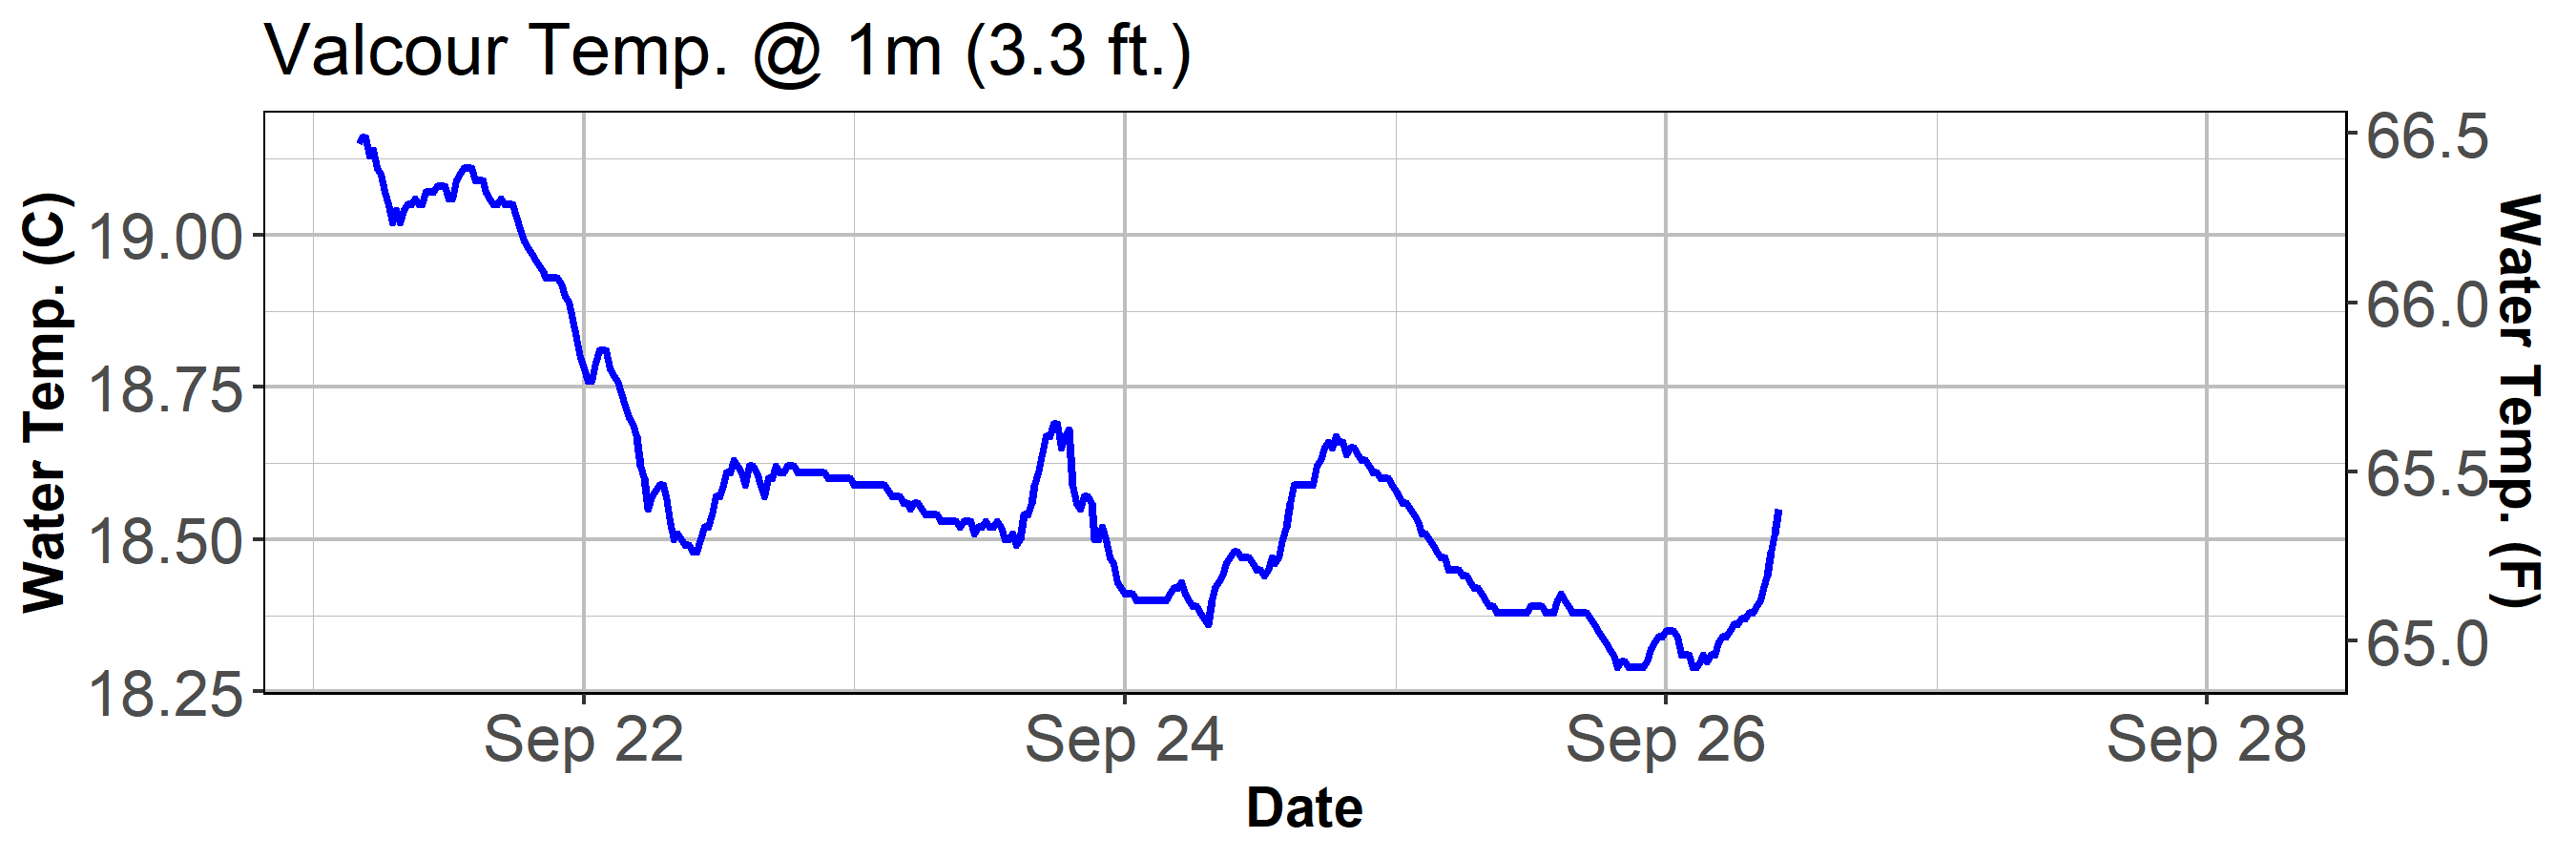 Valcour Temp. @ 1m (3.3 ft.)
Water Temp. (C)
19.00
18.75
18.50
18.25
66.5
66.0
65.5
65.0
Water Temp. (F)
Sep 22 Sep 24 Sep 26 Sep 28
Date